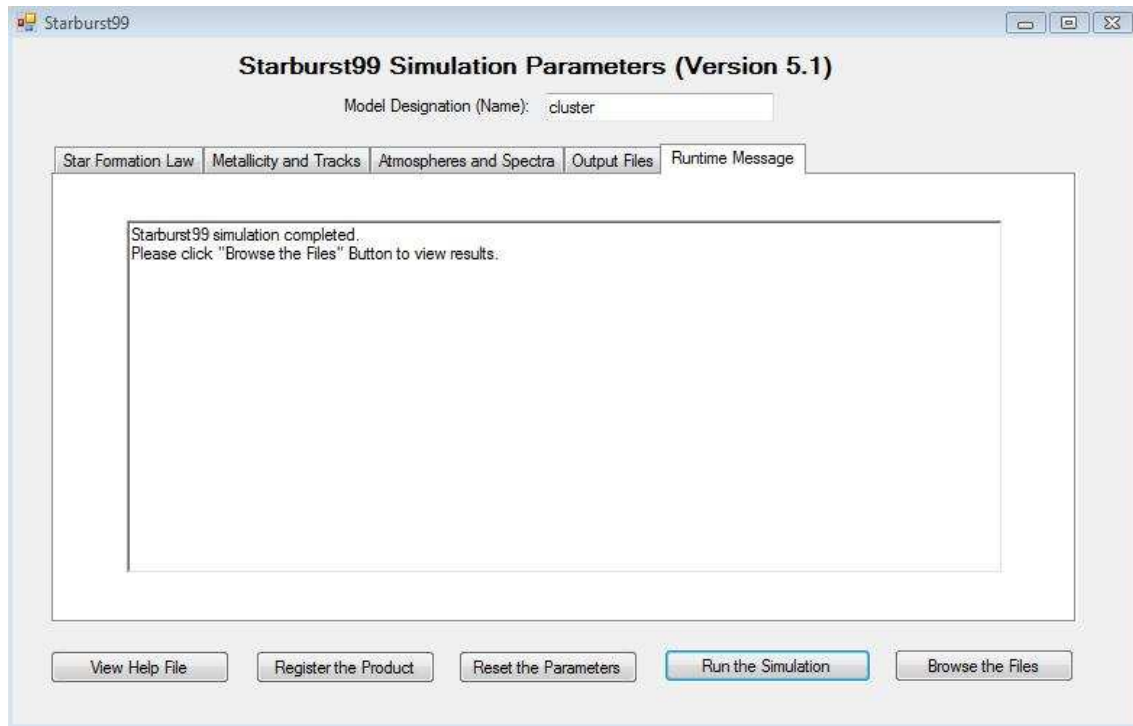 Starburst99
Starburst99 Simulation Parameters (Version 5.1)
Model Designation (Name): cluster
Star Formation Law Metallicity and Tracks Atmospheres and Spectra Output Files Runtime Message
Starburst99 simulation completed.
Please click "Browse the Files" Button to view results.
View Help File Register the Product Reset the Parameters Run the Simulation Browse the Files